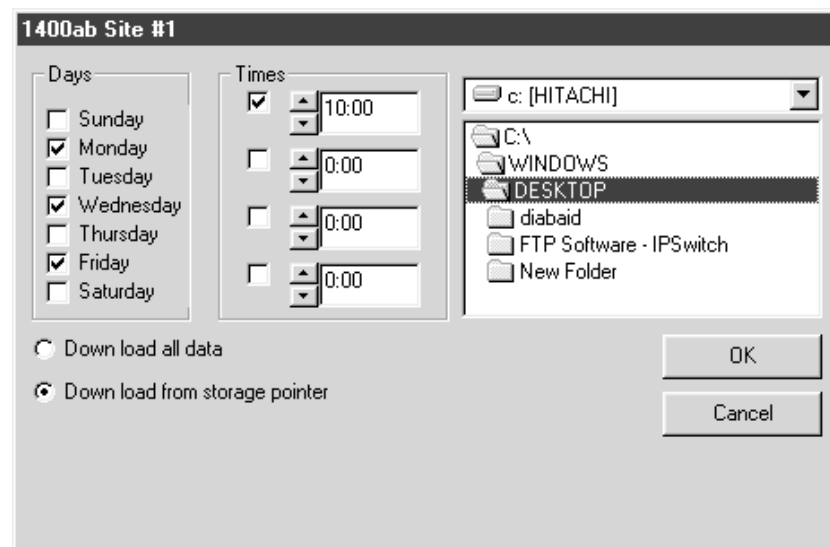 1400ab Site #1
Days
Sunday
Monday
Tuesday
Wednesday
Thursday
Friday
Saturday
Times
10:00
0:00
0:00
0:00
c: [HITACHI]
C:\
WINDOWS
DESKTOP
diabaid
FTP Software - IPSwitch
New Folder
Down load all data
Down load from storage pointer
OK
Cancel